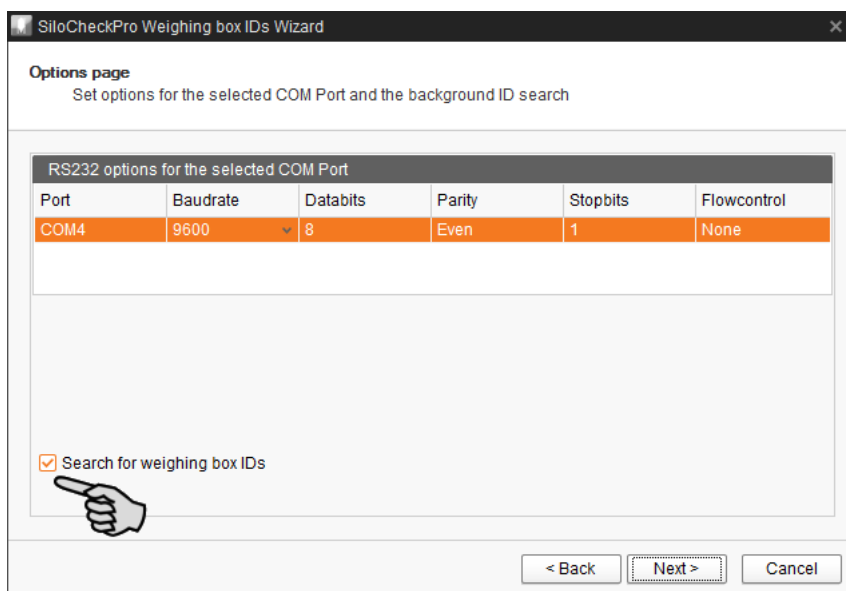 SiloCheckPro Weighing box IDs Wizard
Options page
Set options for the selected COM Port and the background ID search
RS232 options for the selected COM Port
Port Baudrate Databits Parity Stopbits Flowcontrol
COM4 9600 8 Even 1 None
Search for weighing box IDs
< Back Next > Cancel